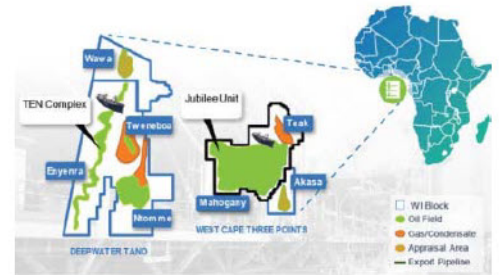 Wawa
TEN Complex
Jubilee Unit
Tweneboa
Teak
Enyenra
Akasa
Ntomme
Mahogany
WEST CAPE THREE POINTS
DEEPWATER TANO
WI Block
Oil Field
Gas/Condensate
Appraisal Area
Export Pipeline